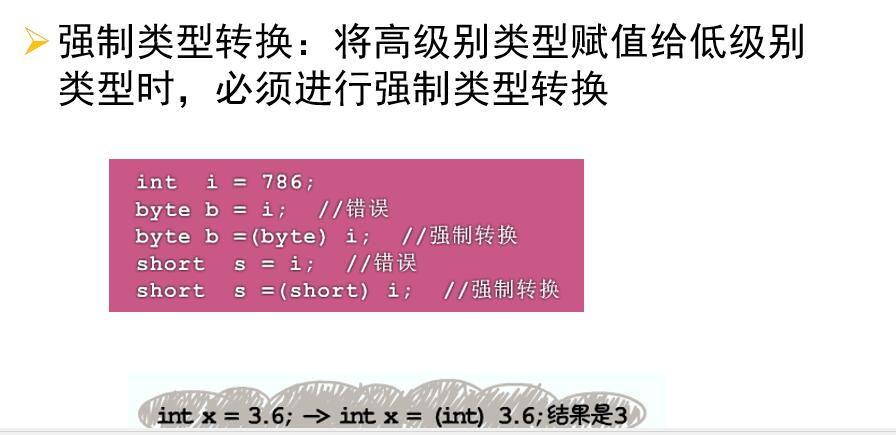 强制类型转换：将高级别类型赋值给低级别
类型时，必须进行强制类型转换
int  i = 786;
byte b = i;  //错误
byte b =(byte) i;  //强制转换
short  s = i;  //错误
short  s =(short) i;  //强制转换
int x = 3.6; -> int x = (int) 3.6;结果是3